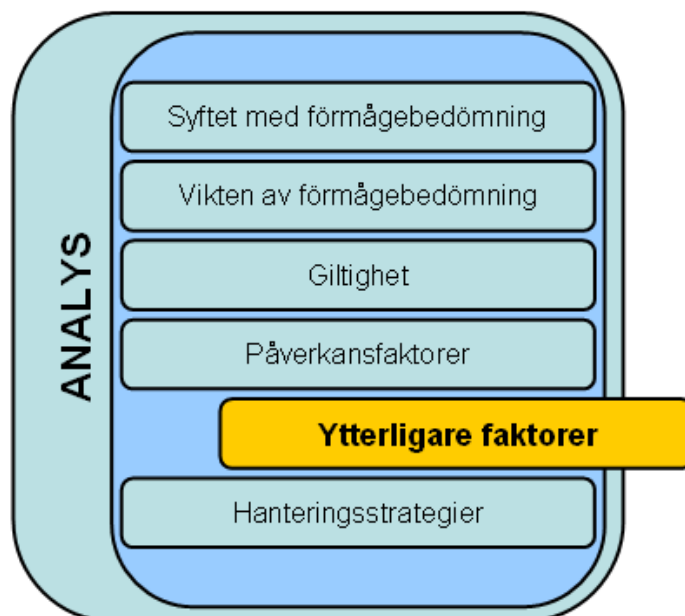 ANALYS
Syftet med förmågebedömning
Vikten av förmågebedömning
Giltighet
Påverkansfaktorer
Ytterligare faktorer
Hanteringsstrategier